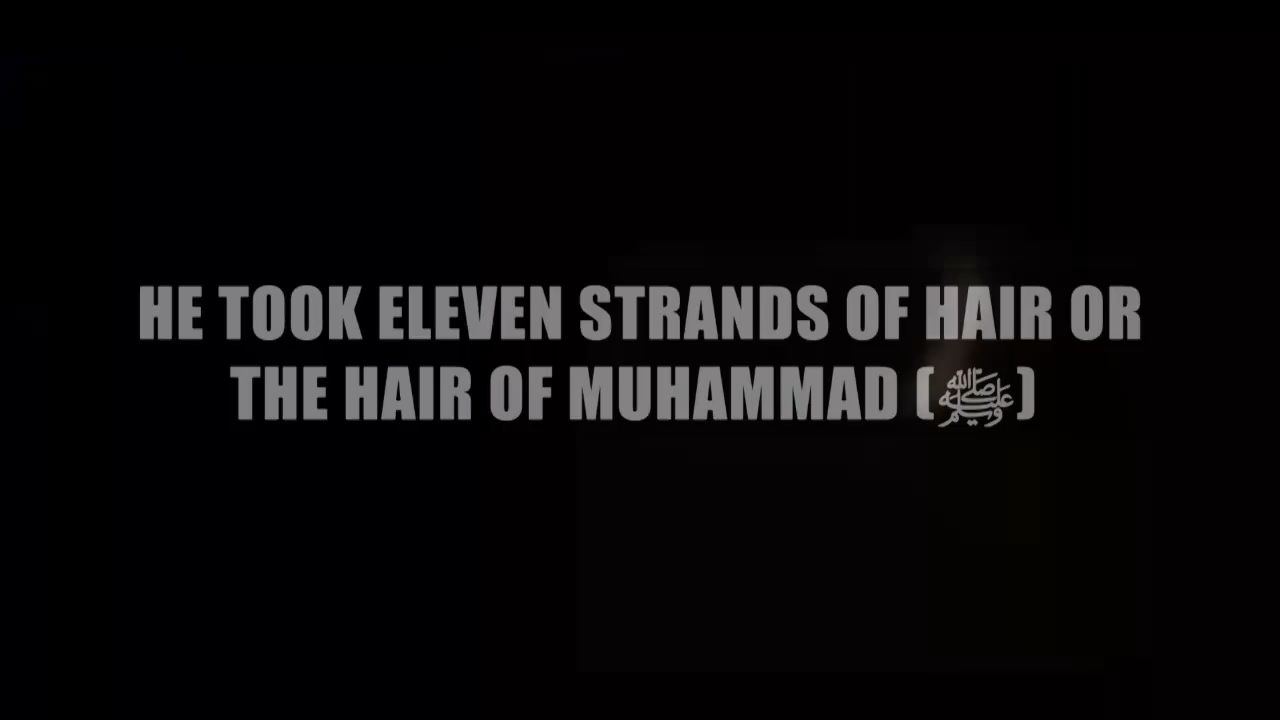 HE TOOK ELEVEN STRANDS OF HAIR OR
THE HAIR OF MUHAMMAD (ﷺ)